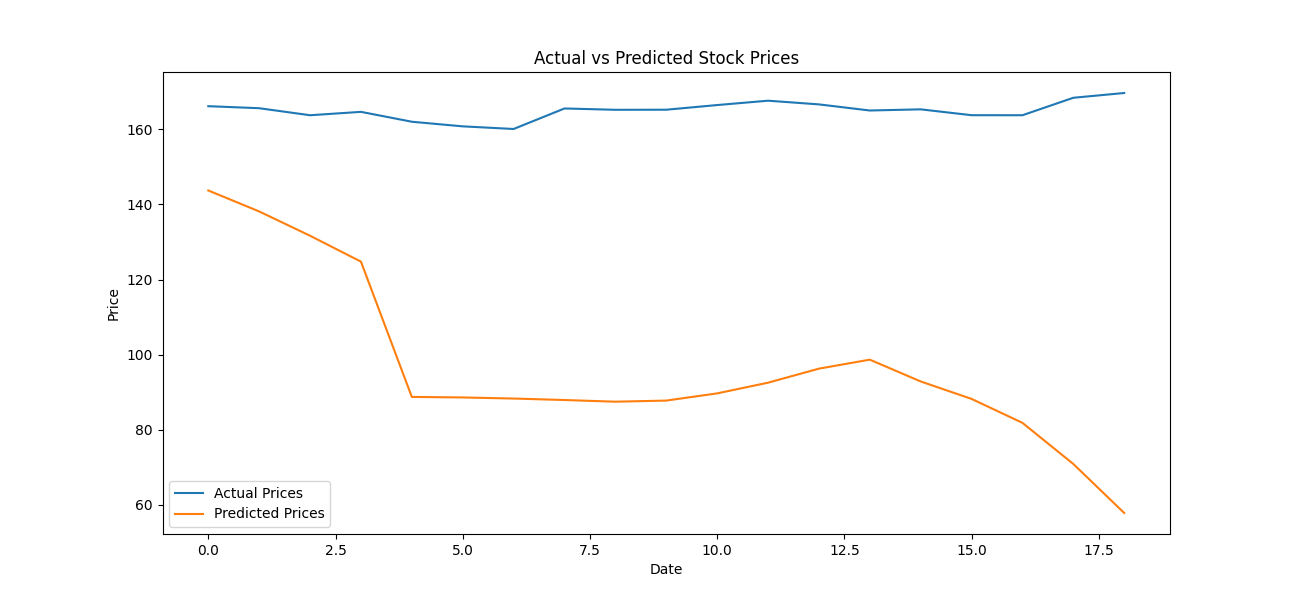 Actual vs Predicted Stock Prices
160
140
120
100
80
60
Price
Actual Prices
Predicted Prices
0.0 2.5 5.0 7.5 10.0 12.5 15.0 17.5
Date